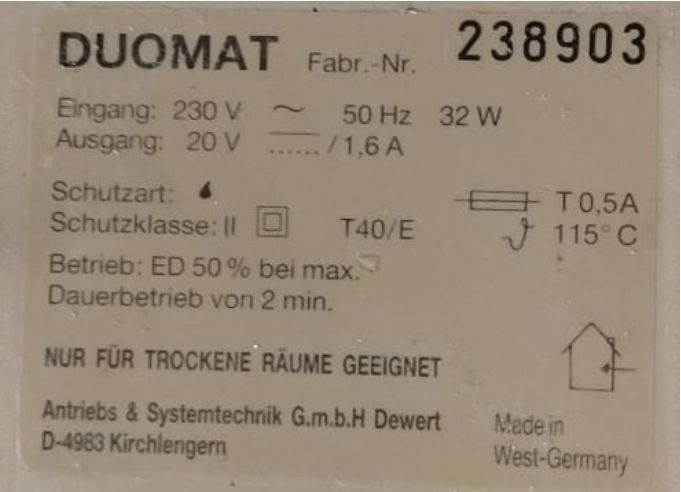 DUOMAT Fabr.-Nr. 238903
Eingang: 230 V ~ 50 Hz 32 W
Ausgang: 20 V ⎓ / 1,6 A
Schutzart:
T 0,5A
Schutzklasse: II T40/E
115° C
Betrieb: ED 50 % bei max.
Dauerbetrieb von 2 min.
NUR FÜR TROCKENE RÄUME GEEIGNET
Antriebs & Systemtechnik G.m.b.H Dewert
D-4983 Kirchlengern
Made in
West-Germany